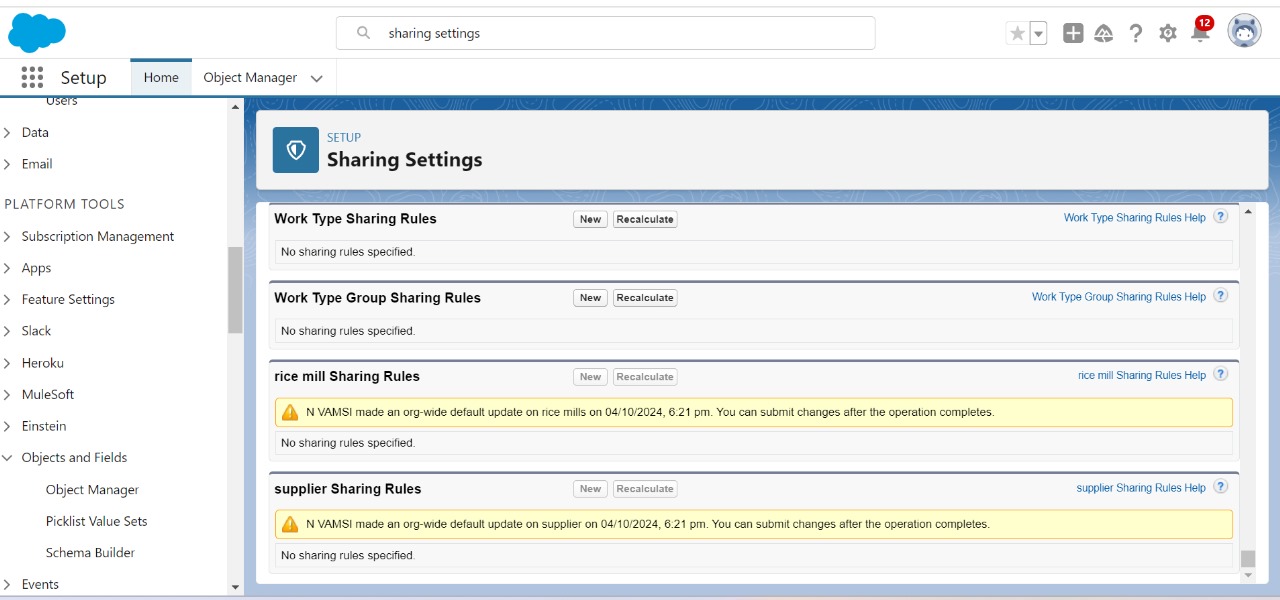 sharing settings
12
Setup
Home
Object Manager
Users
Data
Email
PLATFORM TOOLS
Subscription Management
Apps
Feature Settings
Slack
Heroku
MuleSoft
Einstein
Objects and Fields
Object Manager
Picklist Value Sets
Schema Builder
Events
SETUP
Sharing Settings
Work Type Sharing Rules New Recalculate Work Type Sharing Rules Help ?
No sharing rules specified.
Work Type Group Sharing Rules New Recalculate Work Type Group Sharing Rules Help ?
No sharing rules specified.
rice mill Sharing Rules New Recalculate rice mill Sharing Rules Help ?
N VAMSI made an org-wide default update on rice mills on 04/10/2024, 6:21 pm. You can submit changes after the operation completes.
No sharing rules specified.
supplier Sharing Rules New Recalculate supplier Sharing Rules Help ?
N VAMSI made an org-wide default update on supplier on 04/10/2024, 6:21 pm. You can submit changes after the operation completes.
No sharing rules specified.